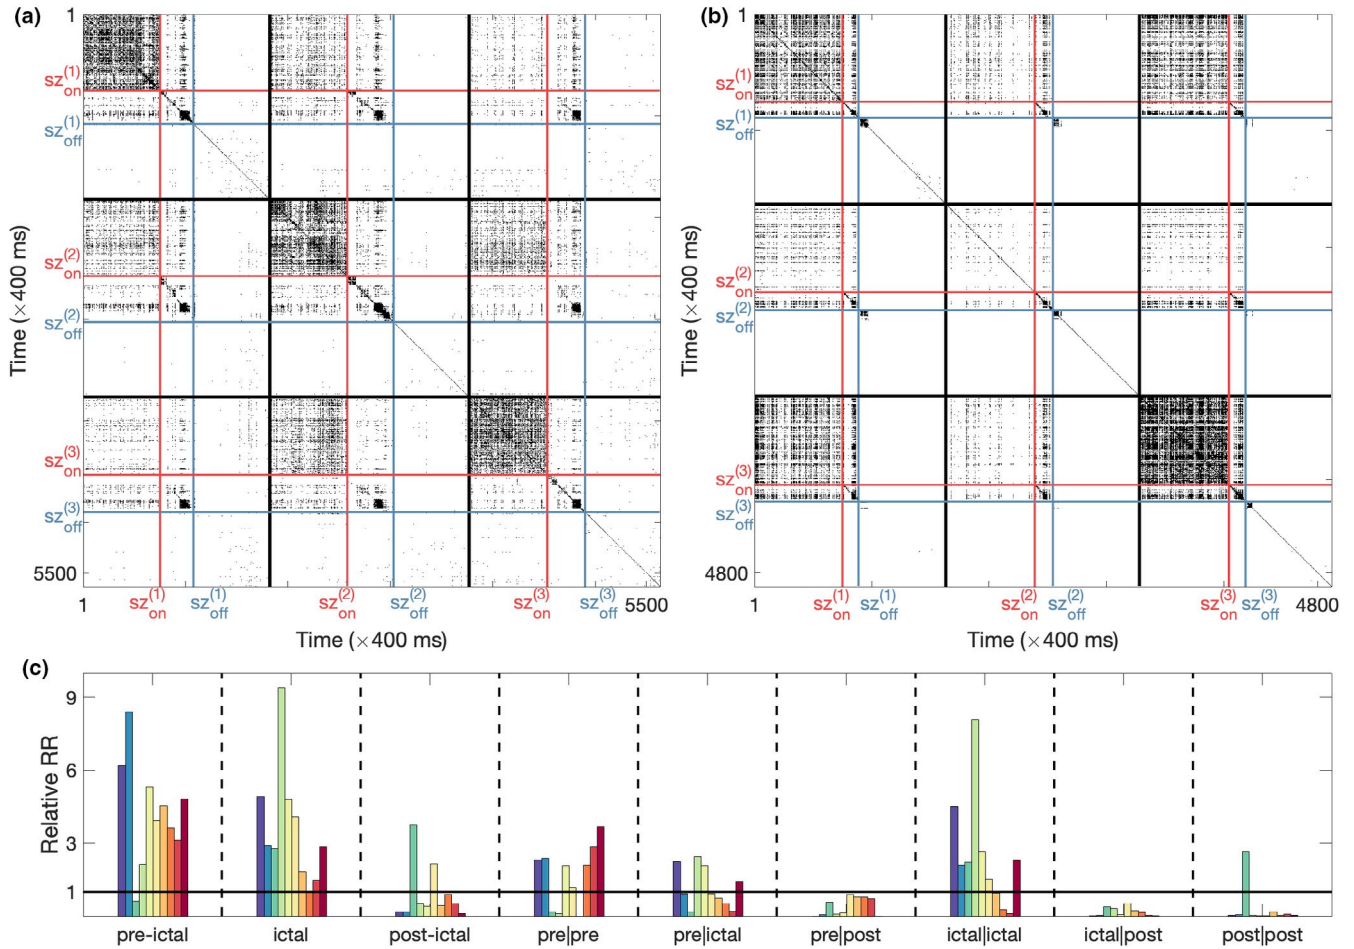 (a)
1
sz(1)on
sz(1)off
sz(2)on
sz(2)off
sz(3)on
sz(3)off
5500
Time (×400 ms)
1 sz(1)on sz(1)off sz(2)on sz(2)off sz(3)on sz(3)off 5500
Time (×400 ms)
(b)
1
sz(1)on
sz(1)off
sz(2)on
sz(2)off
sz(3)on
sz(3)off
4800
Time (×400 ms)
1 sz(1)on sz(1)off sz(2)on sz(2)off sz(3)on sz(3)off 4800
Time (×400 ms)
(c)
9
6
3
1
Relative RR
pre-ictal ictal post-ictal pre|pre pre|ictal pre|post ictal|ictal ictal|post post|post